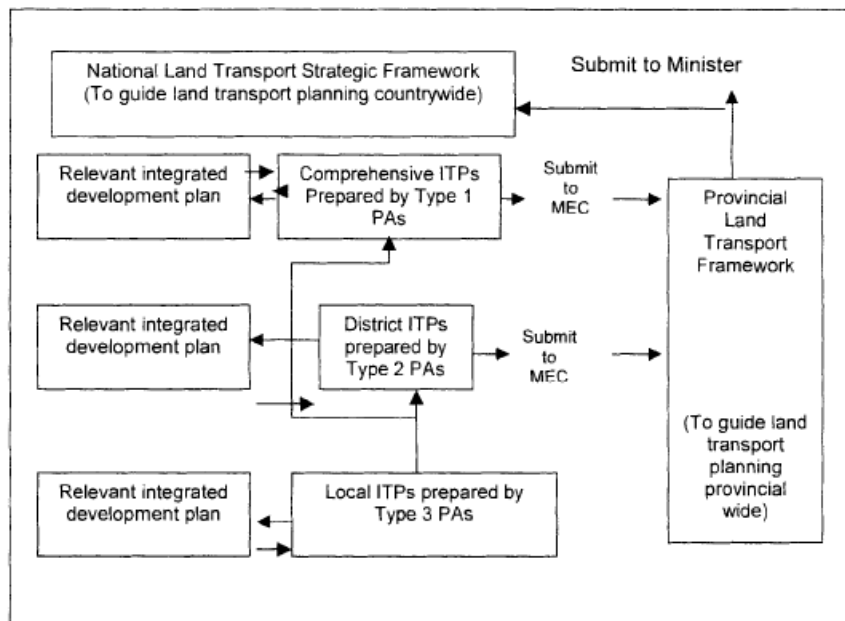 National Land Transport Strategic Framework
(To guide land transport planning countrywide)
Submit to Minister
Relevant integrated
development plan
Comprehensive ITPs
Prepared by Type 1
PAs
Submit
to
MEC
Provincial
Land
Transport
Framework
Relevant integrated
development plan
District ITPs
prepared by
Type 2 PAs
Submit
to
MEC
(To guide land
transport
planning
provincial
wide)
Relevant integrated
development plan
Local ITPs prepared by
Type 3 PAs